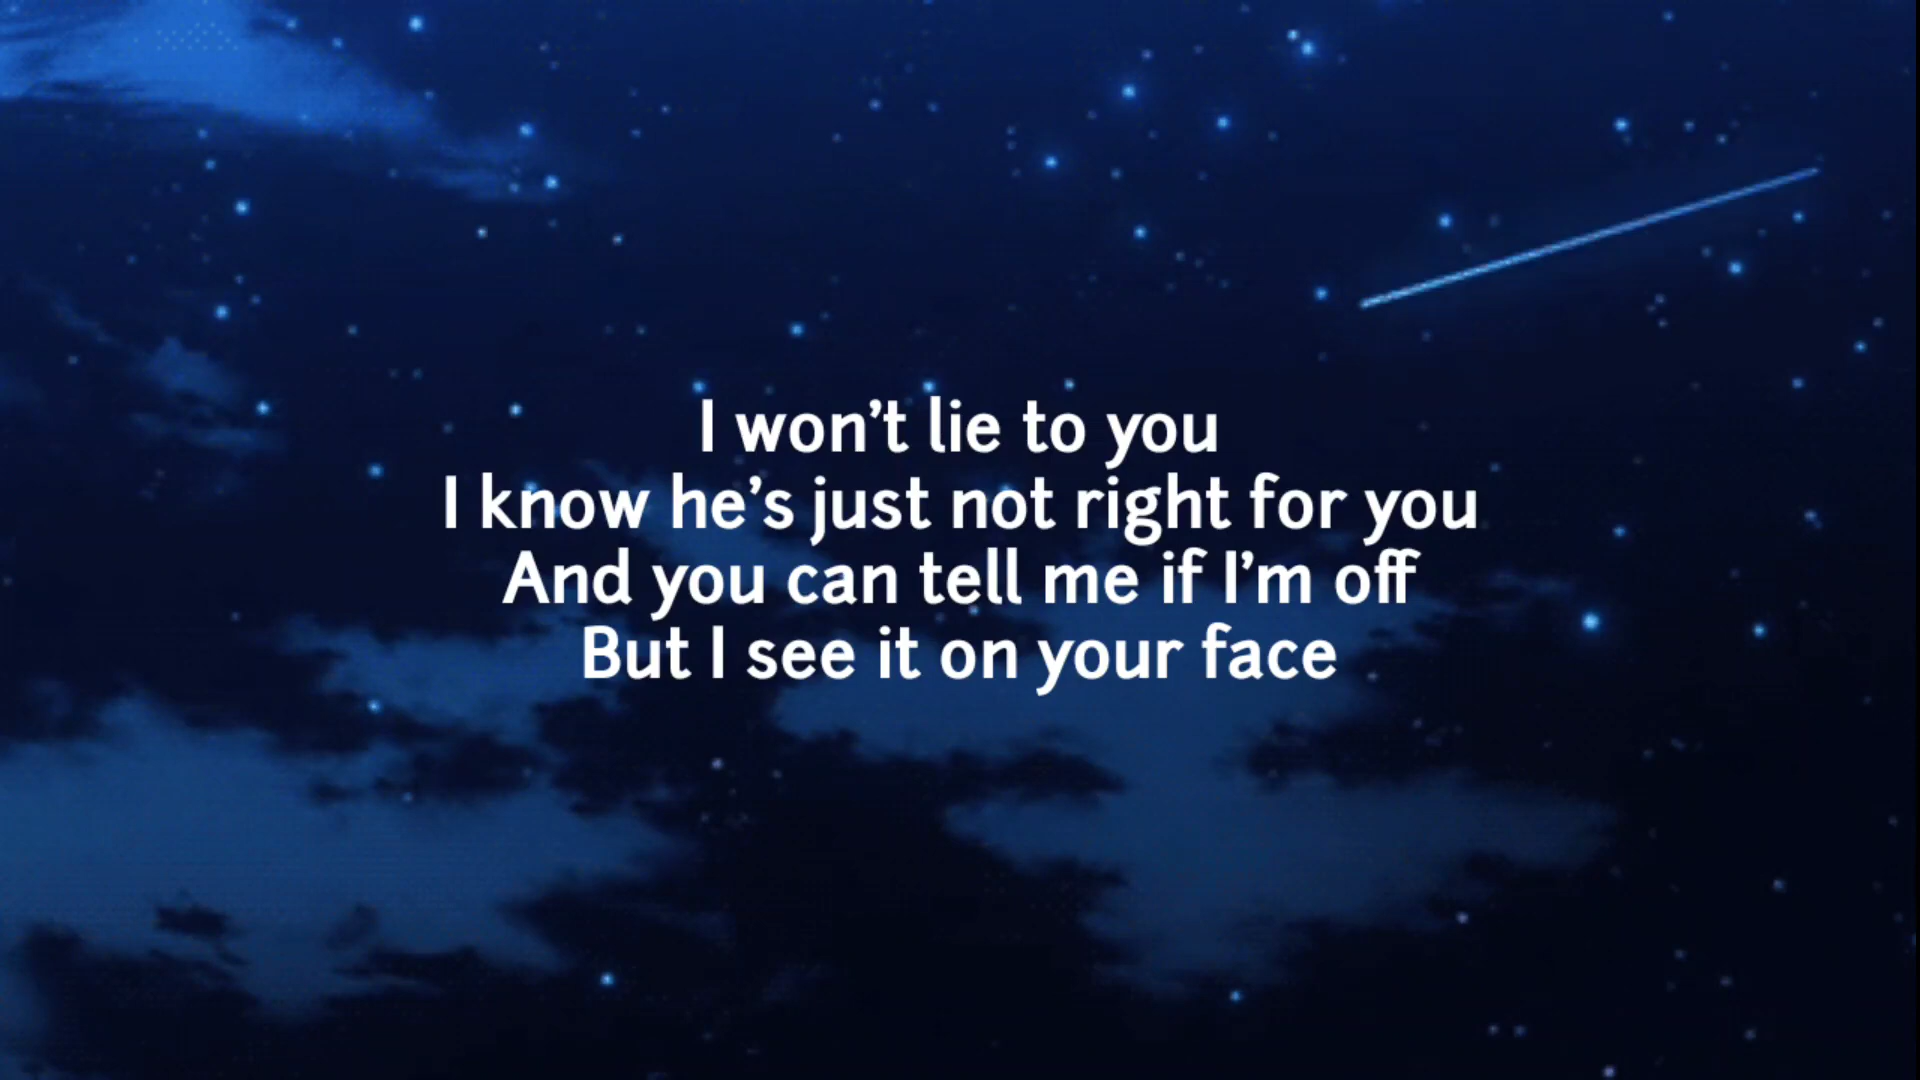 I won’t lie to you
I know he’s just not right for you
And you can tell me if I’m off
But I see it on your face